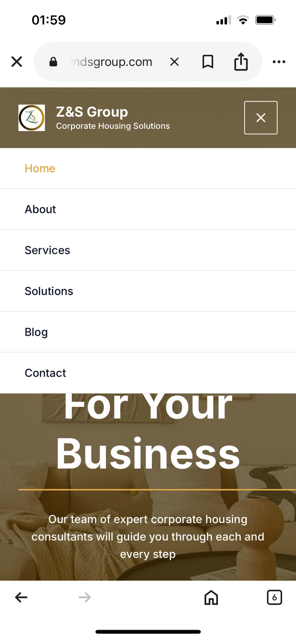 01:59
ndsgroup.com
Z&S Group
Corporate Housing Solutions
Home
About
Services
Solutions
Blog
Contact
For Your
Business
Our team of expert corporate housing
consultants will guide you through each and
every step
6